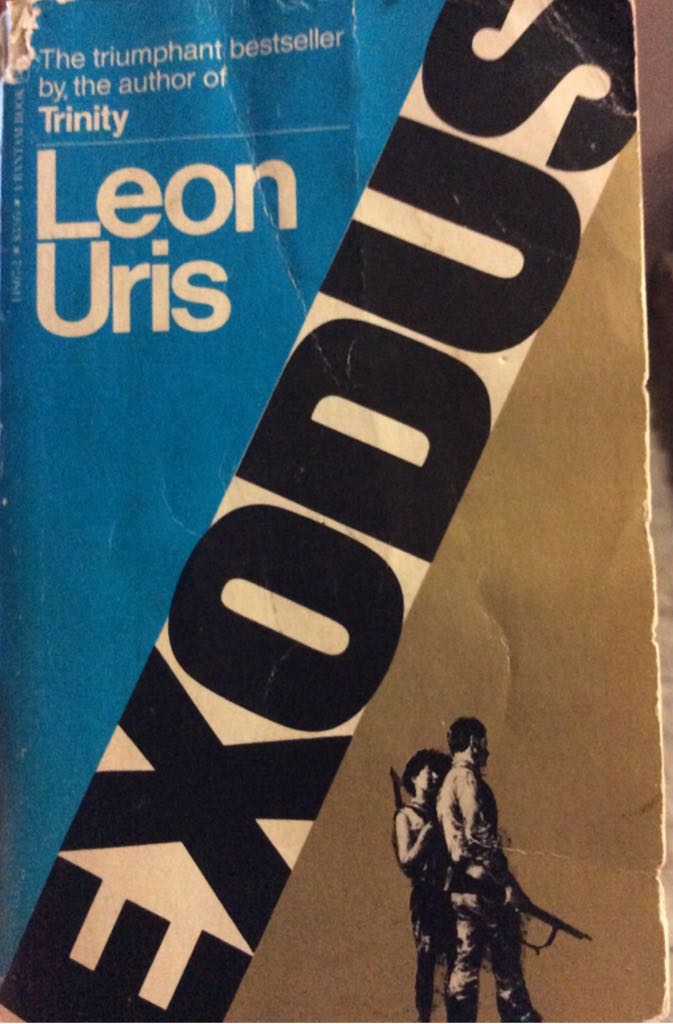 The triumphant bestseller
by the author of
Trinity
Leon
Uris
EXODUS